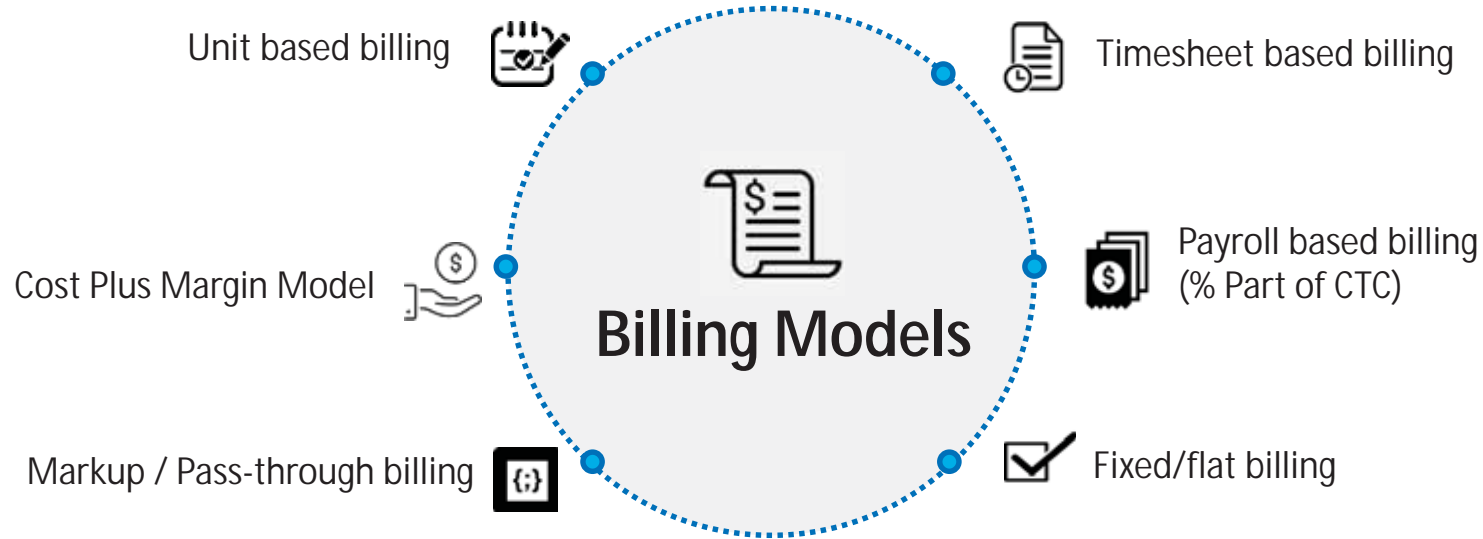 Unit based billing
Timesheet based billing
Cost Plus Margin Model
Payroll based billing
(% Part of CTC)
$
Billing Models
Markup / Pass-through billing
{;}
Fixed/flat billing